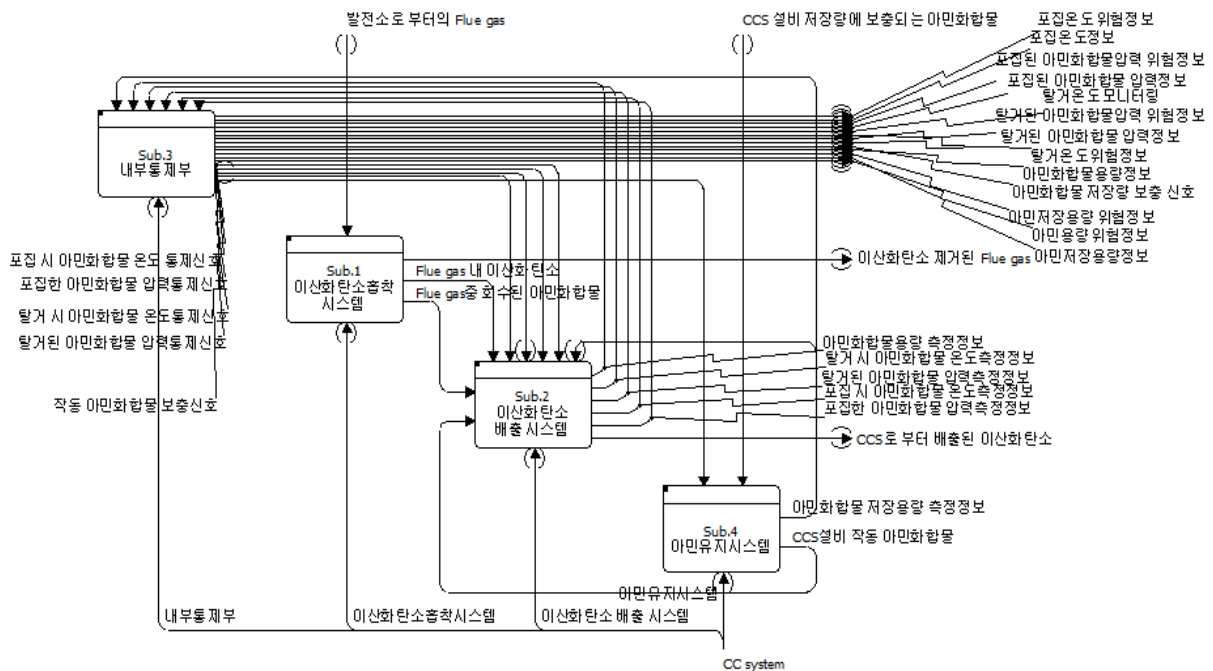 발전소로 부터의 Flue gas
CCS 설비 저장량에 보충되는 아민화합물
포집온도 위험정보
포집온도정보
포집된 아민화합물압력 위험정보
포집된 아민화합물 압력정보
탈거온도모니터링
탈거된 아민화합물압력 위험정보
탈거된 아민화합물 압력정보
탈거온도위험정보
아민화합물용량정보
아민화합물 저장량 보충 신호
아민저장용량 위험정보
아민용량 위험정보
아민저장용량정보
Sub.3
내부통제부
포집 시 아민화합물 온도 통제신호
포집한 아민화합물 압력통제신호
탈거 시 아민화합물 온도통제신호
탈거된 아민화합물 압력통제신호
작동 아민화합물 보충신호
Sub.1
이산화탄소흡착
시스템
Flue gas 내 이산화탄소
Flue gas중 회수된 아민화합물
이산화탄소 제거된 Flue gas
Sub.2
이산화탄소
배출 시스템
아민화합물용량 측정정보
탈거 시 아민화합물 온도측정정보
탈거된 아민화합물 압력측정정보
포집 시 아민화합물 온도측정정보
포집한 아민화합물 압력측정정보
CCS로 부터 배출된 이산화탄소
Sub.4
아민유지시스템
아민화합물 저장용량 측정정보
CCS설비 작동 아민화합물
이민유지시스템
내부통제부
이산화탄소흡착시스템
이산화탄소 배출 시스템
CC system